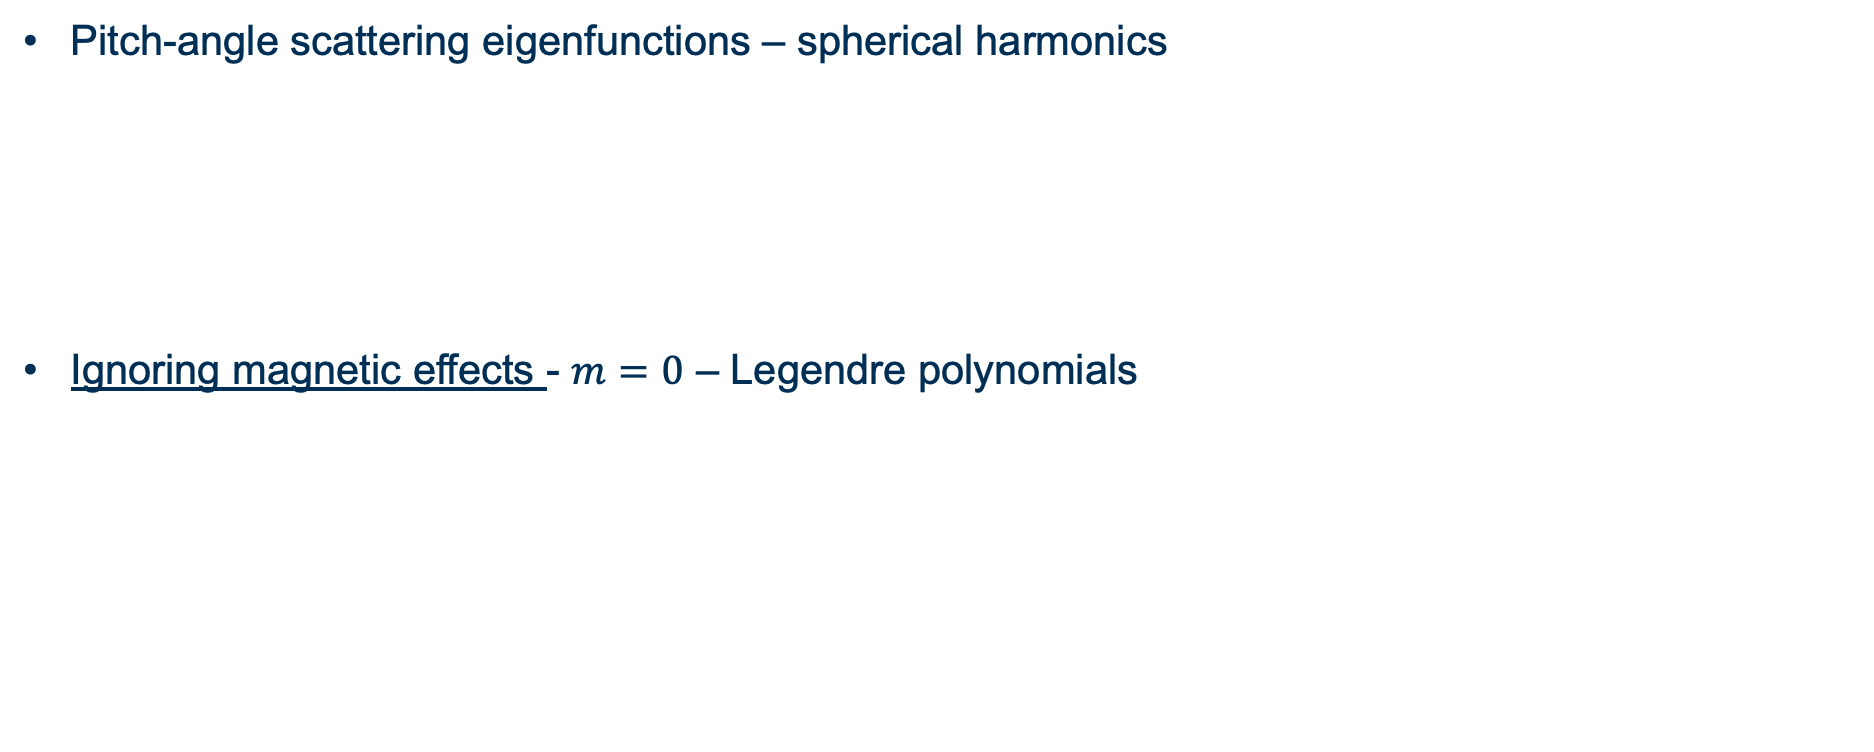 • Pitch-angle scattering eigenfunctions – spherical harmonics
• Ignoring magnetic effects - 𝑚 = 0 – Legendre polynomials